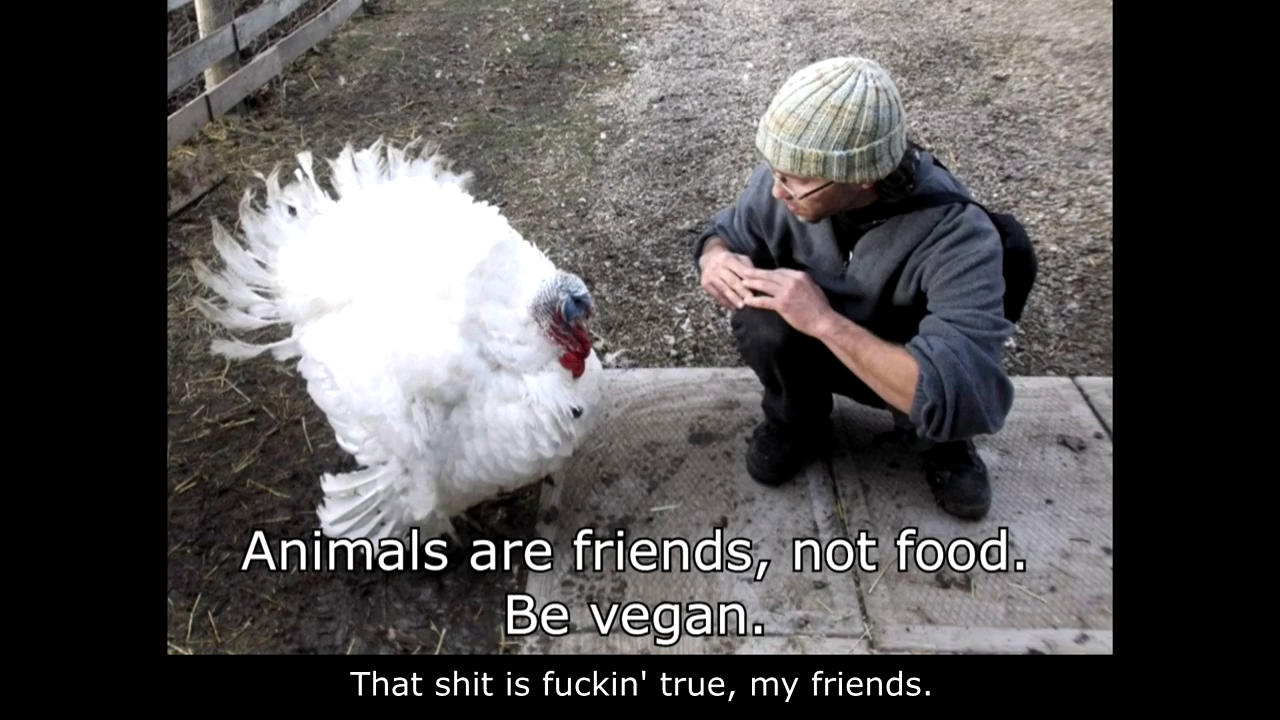 Animals are friends, not food.
Be vegan.
That shit is fuckin' true, my friends.